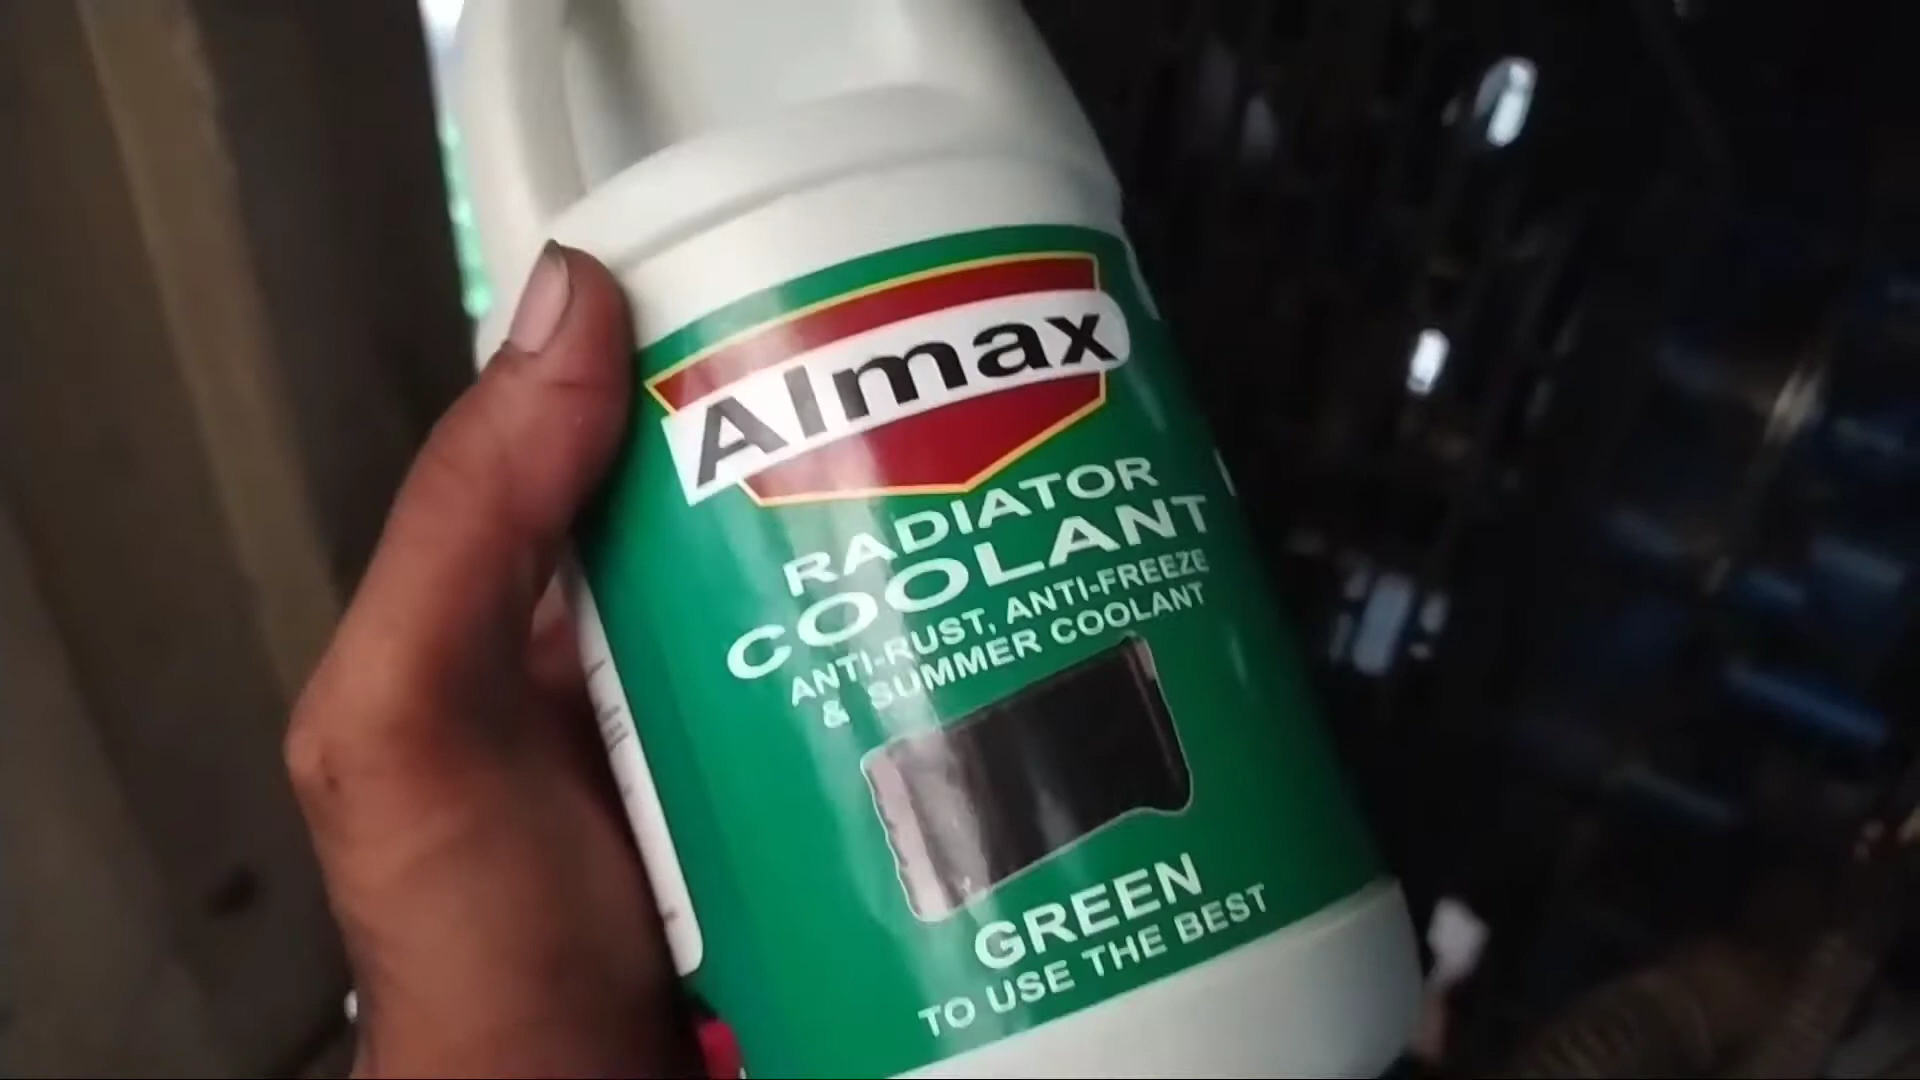 Almax
RADIATOR
COOLANT
ANTI-RUST, ANTI-FREEZE
& SUMMER COOLANT
GREEN
TO USE THE BEST